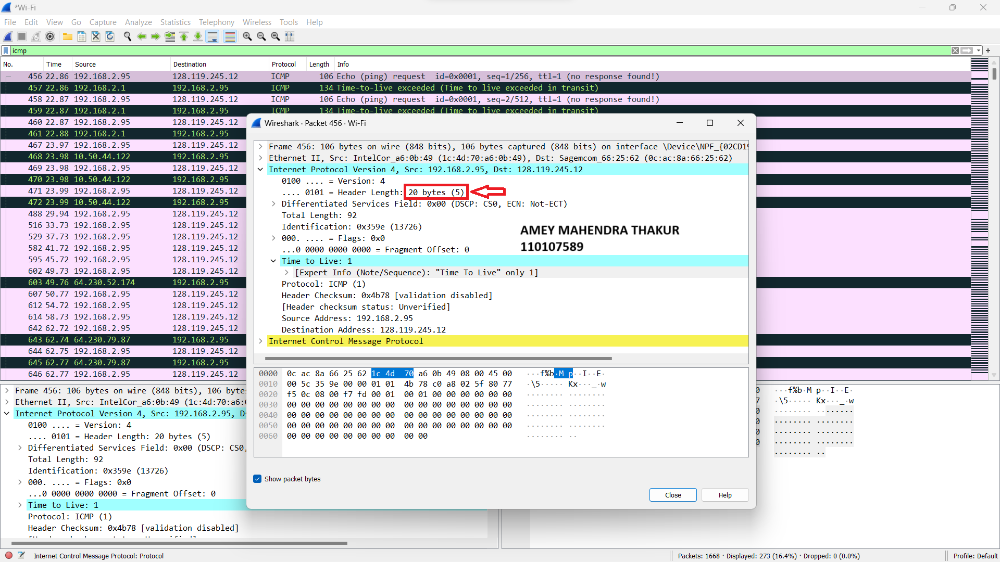 *Wi-Fi
File Edit View Go Capture Analyze Statistics Telephony Wireless Tools Help
icmp
No. Time Source Destination Protocol Length Info
456 22.86 192.168.2.95 128.119.245.12 ICMP 106 Echo (ping) request id=0x0001, seq=1/256, ttl=1 (no response found!)
457 22.86 192.168.2.1 192.168.2.95 ICMP 134 Time-to-live exceeded (Time to live exceeded in transit)
458 22.87 192.168.2.95 128.119.245.12 ICMP 106 Echo (ping) request id=0x0001, seq=2/512, ttl=1 (no response found!)
459 22.87 192.168.2.1 192.168.2.95 ICMP 134 Time-to-live exceeded (Time to live exceeded in transit)
460 22.87 192.168.2.95 128.119.245.12
461 22.88 192.168.2.1 192.168.2.95
467 23.97 192.168.2.95 128.119.245.12
468 23.98 10.50.44.122 192.168.2.95
469 23.98 192.168.2.95 128.119.245.12
470 23.98 10.50.44.122 192.168.2.95
471 23.99 192.168.2.95 128.119.245.12
472 23.99 10.50.44.122 192.168.2.95
488 29.94 192.168.2.95 128.119.245.12
516 33.73 192.168.2.95 128.119.245.12
529 37.73 192.168.2.95 128.119.245.12
582 41.72 192.168.2.95 128.119.245.12
595 45.72 192.168.2.95 128.119.245.12
602 49.73 192.168.2.95 128.119.245.12
603 49.76 64.230.52.174 192.168.2.95
607 50.77 192.168.2.95 128.119.245.12
612 54.72 192.168.2.95 128.119.245.12
614 58.73 192.168.2.95 128.119.245.12
642 62.72 192.168.2.95 128.119.245.12
643 62.74 64.230.79.87 192.168.2.95
644 62.75 192.168.2.95 128.119.245.12
645 62.77 64.230.79.87 192.168.2.95
646 62.77 192.168.2.95 128.119.245.12
Wireshark · Packet 456 · Wi-Fi
Frame 456: 106 bytes on wire (848 bits), 106 bytes captured (848 bits) on interface \Device\NPF_{02CD19
Ethernet II, Src: IntelCor_a6:0b:49 (1c:4d:70:a6:0b:49), Dst: Sagemcom_66:25:62 (0c:ac:8a:66:25:62)
Internet Protocol Version 4, Src: 192.168.2.95, Dst: 128.119.245.12
0100 .... = Version: 4
.... 0101 = Header Length: 20 bytes (5)
Differentiated Services Field: 0x00 (DSCP: CS0, ECN: Not-ECT)
Total Length: 92
Identification: 0x359e (13726)
000. .... = Flags: 0x0
...0 0000 0000 0000 = Fragment Offset: 0
Time to Live: 1
[Expert Info (Note/Sequence): "Time To Live" only 1]
Protocol: ICMP (1)
Header Checksum: 0x4b78 [validation disabled]
[Header checksum status: Unverified]
Source Address: 192.168.2.95
Destination Address: 128.119.245.12
Internet Control Message Protocol
AMEY MAHENDRA THAKUR
110107589
0000 0c ac 8a 66 25 62 1c 4d 70 a6 0b 49 08 00 45 00 ···f%b·M p··I··E·
0010 00 5c 35 9e 00 00 01 01 4b 78 c0 a8 02 5f 80 77 ·\5····· Kx···_·w
0020 f5 0c 08 00 f7 fd 00 01 00 01 00 00 00 00 00 00 ········ ········
0030 00 00 00 00 00 00 00 00 00 00 00 00 00 00 00 00 ········ ········
0040 00 00 00 00 00 00 00 00 00 00 00 00 00 00 00 00 ········ ········
0050 00 00 00 00 00 00 00 00 00 00 00 00 00 00 00 00 ········ ········
0060 00 00 00 00 00 00 00 00 00 00 ········ ··
Show packet bytes
Close Help
Frame 456: 106 bytes on wire (848 bits), 106 byte
Ethernet II, Src: IntelCor_a6:0b:49 (1c:4d:70:a6:
Internet Protocol Version 4, Src: 192.168.2.95, D
0100 .... = Version: 4
.... 0101 = Header Length: 20 bytes (5)
Differentiated Services Field: 0x00 (DSCP: CS0,
Total Length: 92
Identification: 0x359e (13726)
000. .... = Flags: 0x0
...0 0000 0000 0000 = Fragment Offset: 0
Time to Live: 1
Protocol: ICMP (1)
Header Checksum: 0x4b78 [validation disabled]
0 ···f%b·M p··I··E·
7 ·\5····· Kx···_·w
0 ········ ········
0 ········ ········
0 ········ ········
0 ········ ········
········ ··
Internet Control Message Protocol: Protocol
Packets: 1668 · Displayed: 273 (16.4%) · Dropped: 0 (0.0%)
Profile: Default